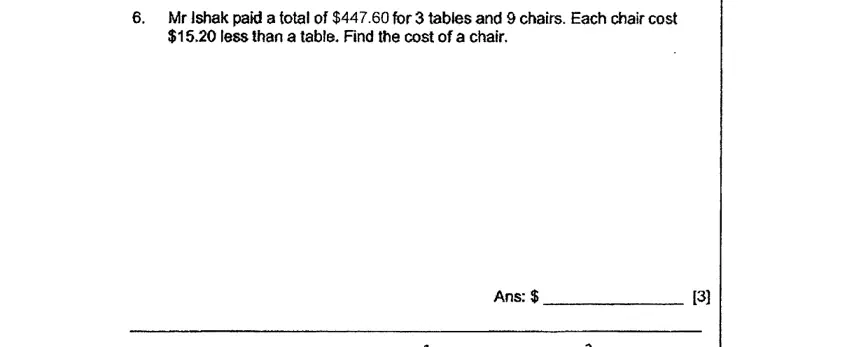 6. Mr Ishak paid a total of $447.60 for 3 tables and 9 chairs. Each chair cost
$15.20 less than a table. Find the cost of a chair.
Ans: $ ________________ [3]